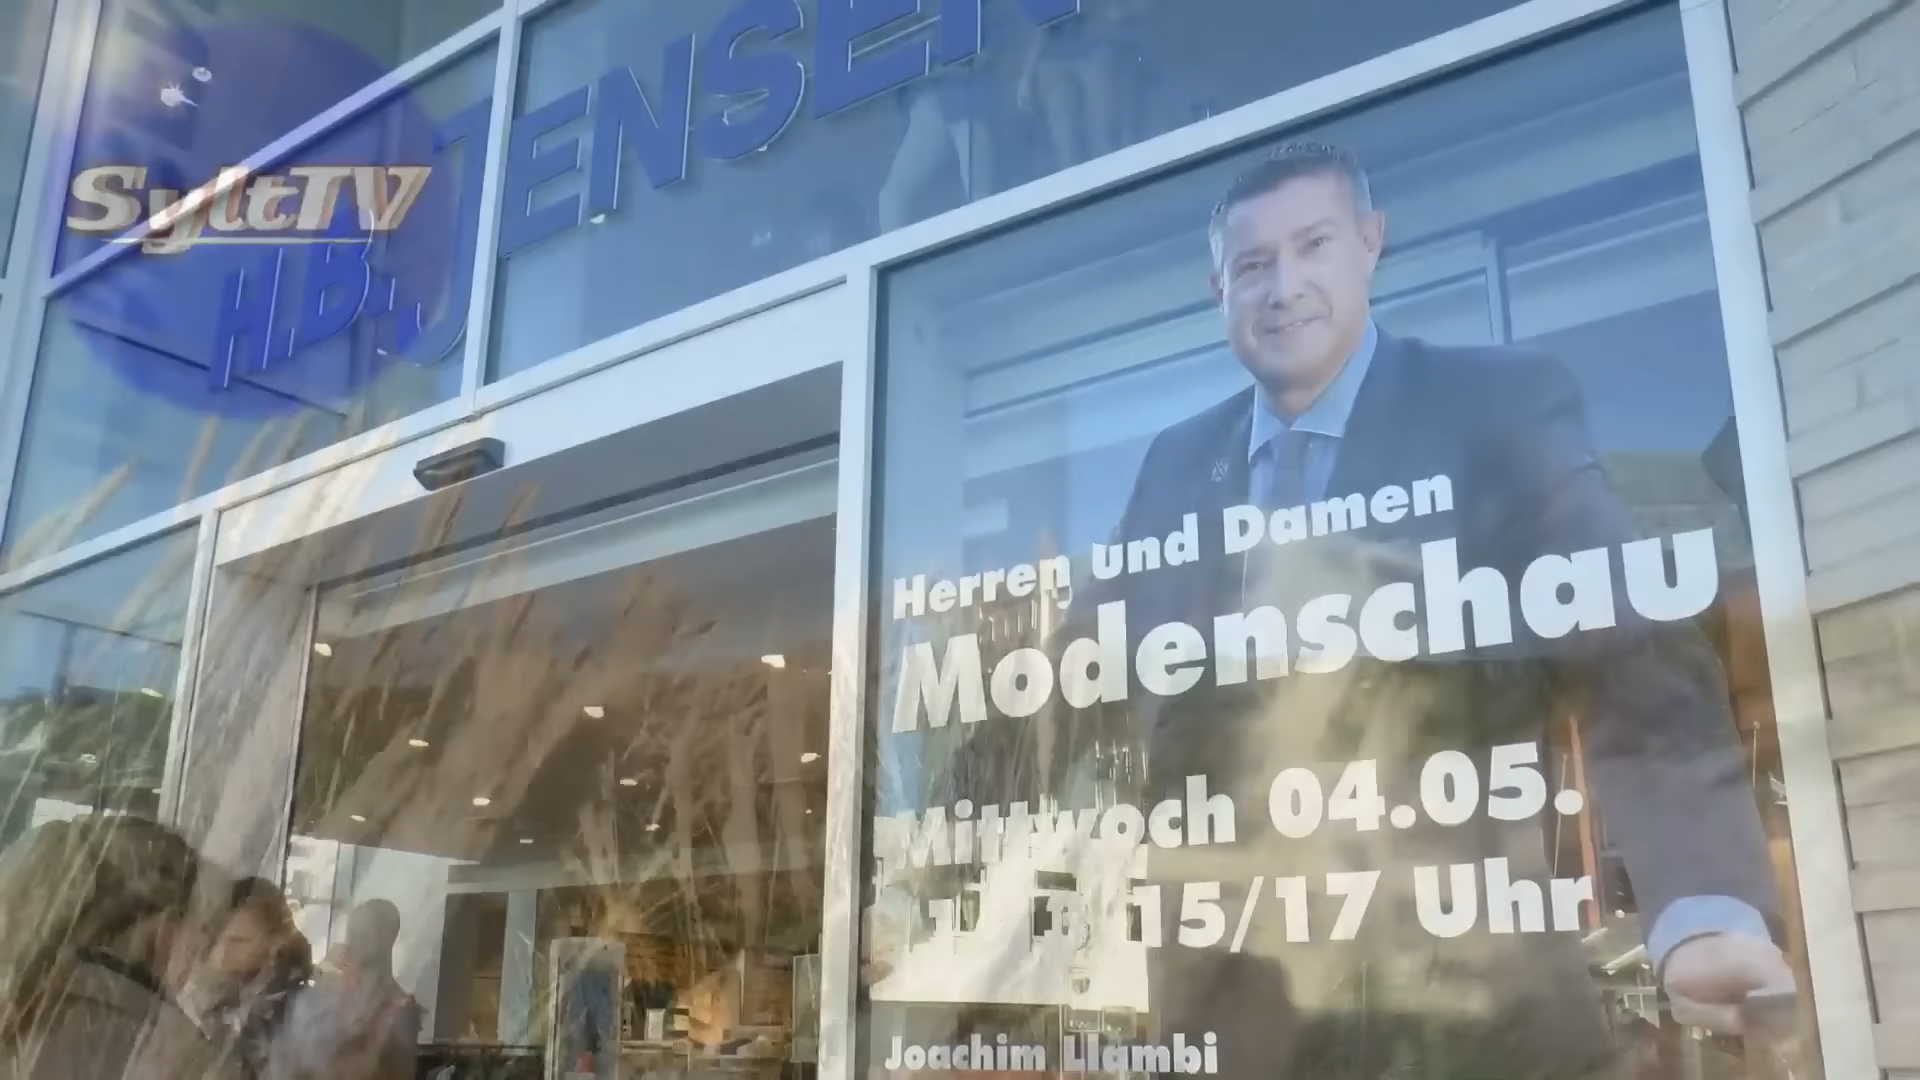 SyltTV
H.B. JENSEN
Herren und Damen
Modenschau
Mittwoch 04.05.
15/17 Uhr
Joachim Llambi